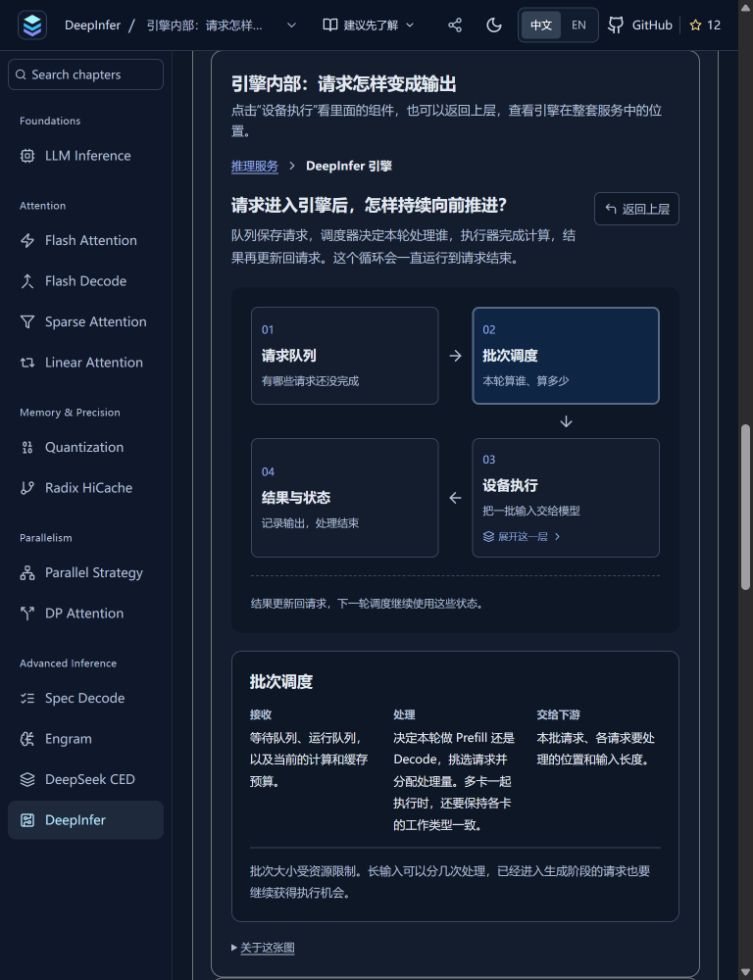 DeepInfer / 引擎内部：请求怎样... 建议先了解 中文 EN GitHub 12
Search chapters
Foundations
LLM Inference
Attention
Flash Attention
Flash Decode
Sparse Attention
Linear Attention
Memory & Precision
Quantization
Radix HiCache
Parallelism
Parallel Strategy
DP Attention
Advanced Inference
Spec Decode
Engram
DeepSeek CED
DeepInfer
引擎内部：请求怎样变成输出
点击“设备执行”看里面的组件，也可以返回上层，查看引擎在整套服务中的位
置。
推理服务 > DeepInfer 引擎
请求进入引擎后，怎样持续向前推进？
返回上层
队列保存请求，调度器决定本轮处理谁，执行器完成计算，结
果再更新回请求。这个循环会一直运行到请求结束。
01
请求队列
有哪些请求还没完成
02
批次调度
本轮算谁、算多少
03
设备执行
把一批输入交给模型
展开这一层
04
结果与状态
记录输出，处理结束
结果更新回请求，下一轮调度继续使用这些状态。
批次调度
接收
等待队列、运行队列，
以及当前的计算和缓存
预算。
处理
决定本轮做 Prefill 还是
Decode，挑选请求并
分配处理量。多卡一起
执行时，还要保持各卡
的工作类型一致。
交给下游
本批请求、各请求要处
理的位置和输入长度。
批次大小受资源限制。长输入可以分几次处理，已经进入生成阶段的请求也要
继续获得执行机会。
关于这张图